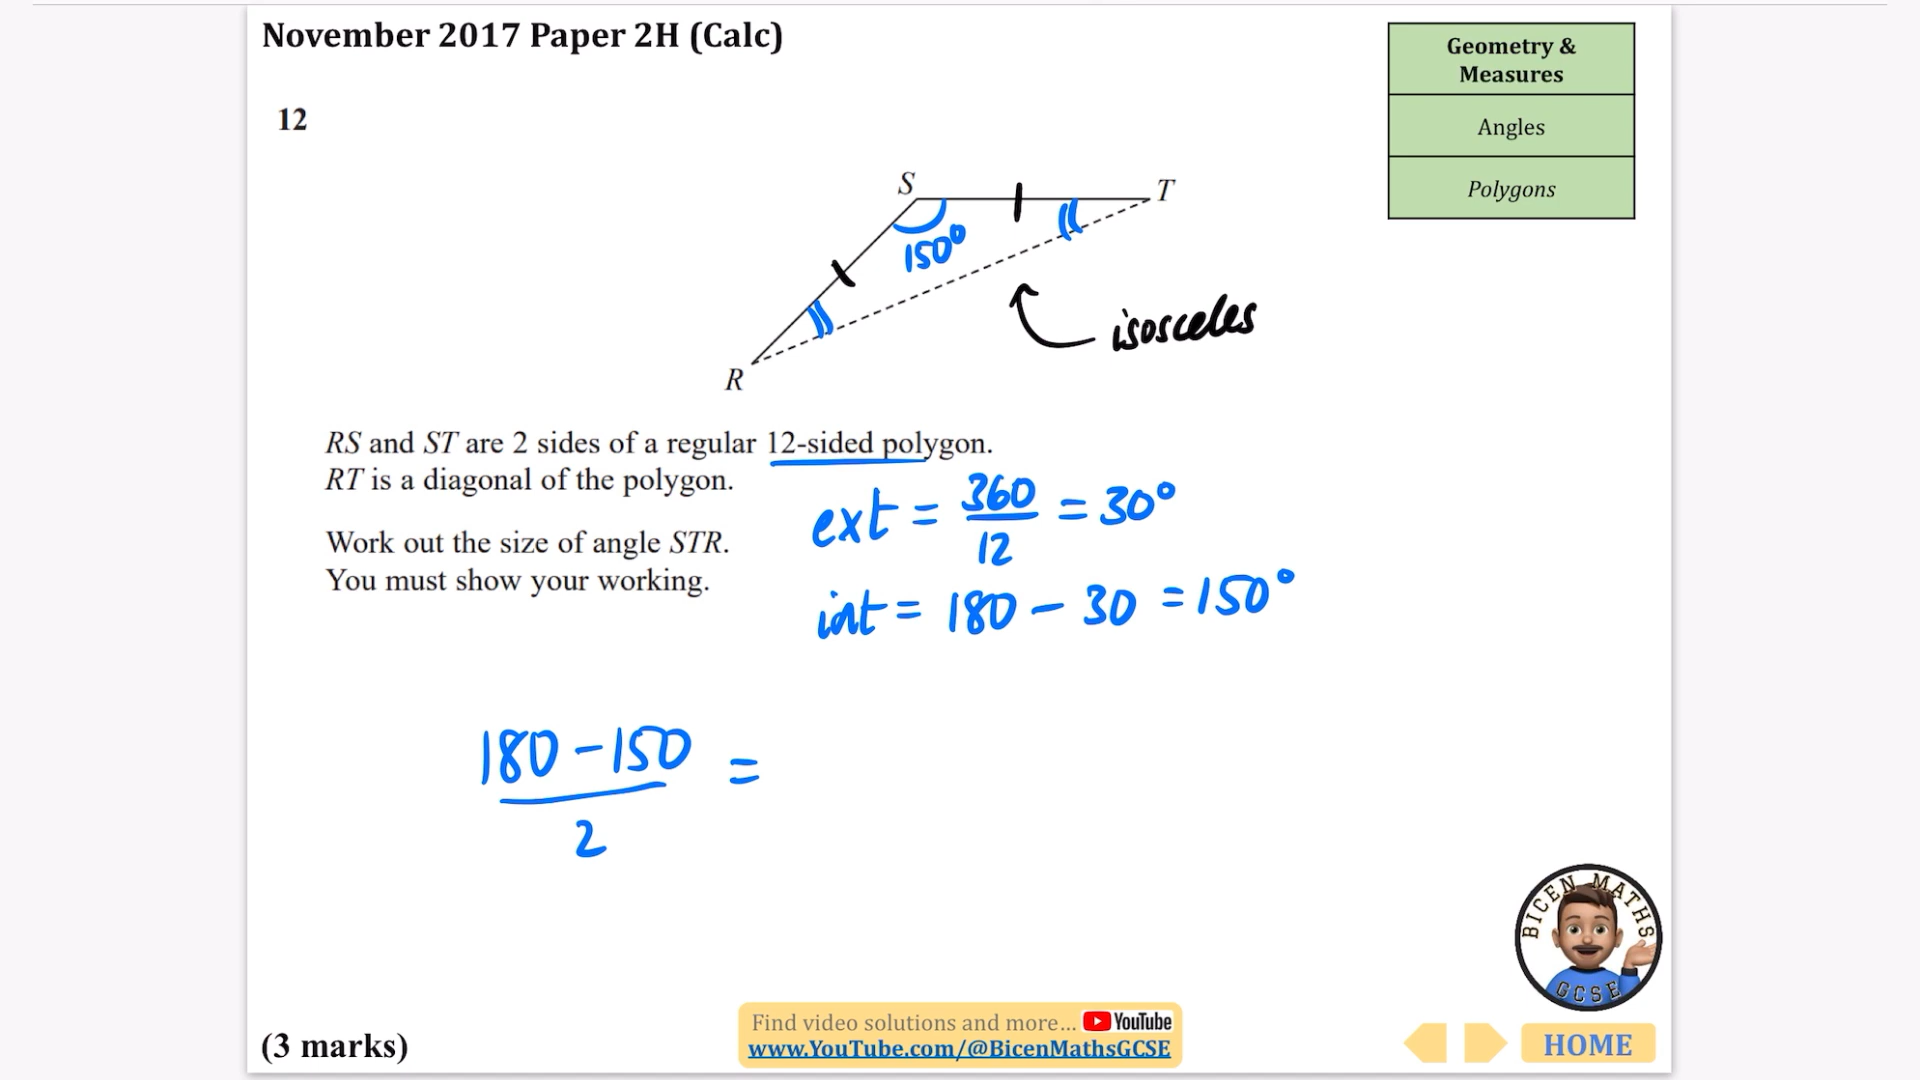 November 2017 Paper 2H (Calc)
Geometry &
Measures
Angles
Polygons
12
S
T
150°
isosceles
R
RS and ST are 2 sides of a regular 12-sided polygon.
RT is a diagonal of the polygon.
ext = 360/12 = 30°
Work out the size of angle STR.
You must show your working.
int = 180 - 30 = 150°
180 - 150
=
2
BICEN MATHS
GCSE
(3 marks)
Find video solutions and more... YouTube
www.YouTube.com/@BicenMathsGCSE
HOME